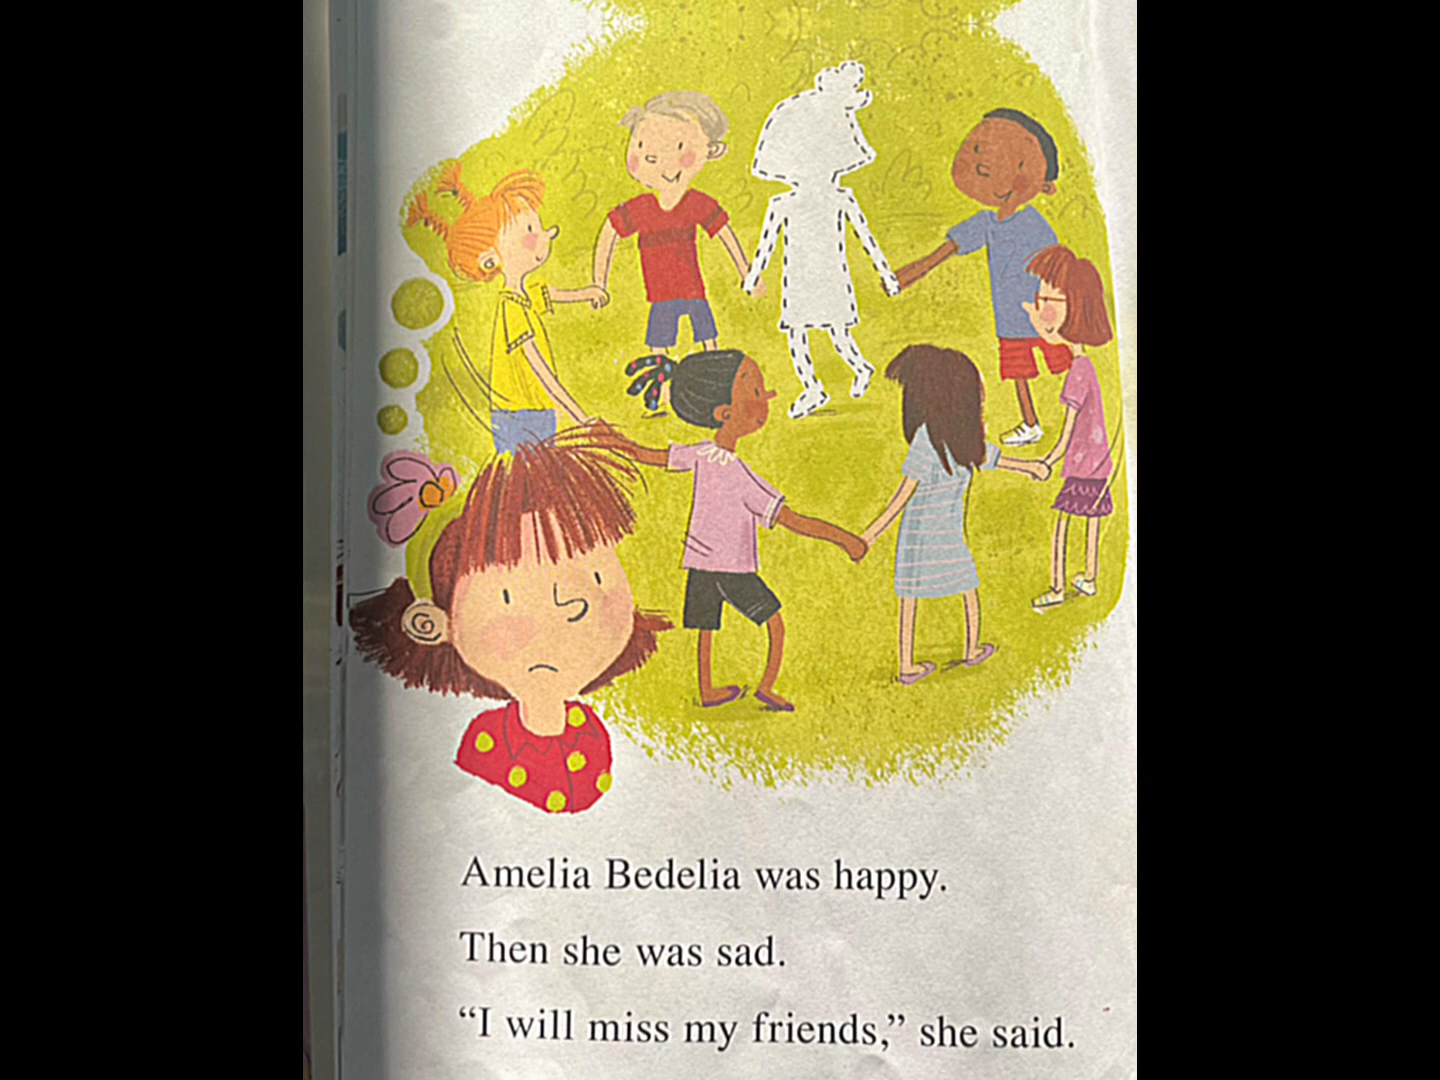 Amelia Bedelia was happy.
Then she was sad.
“I will miss my friends,” she said.